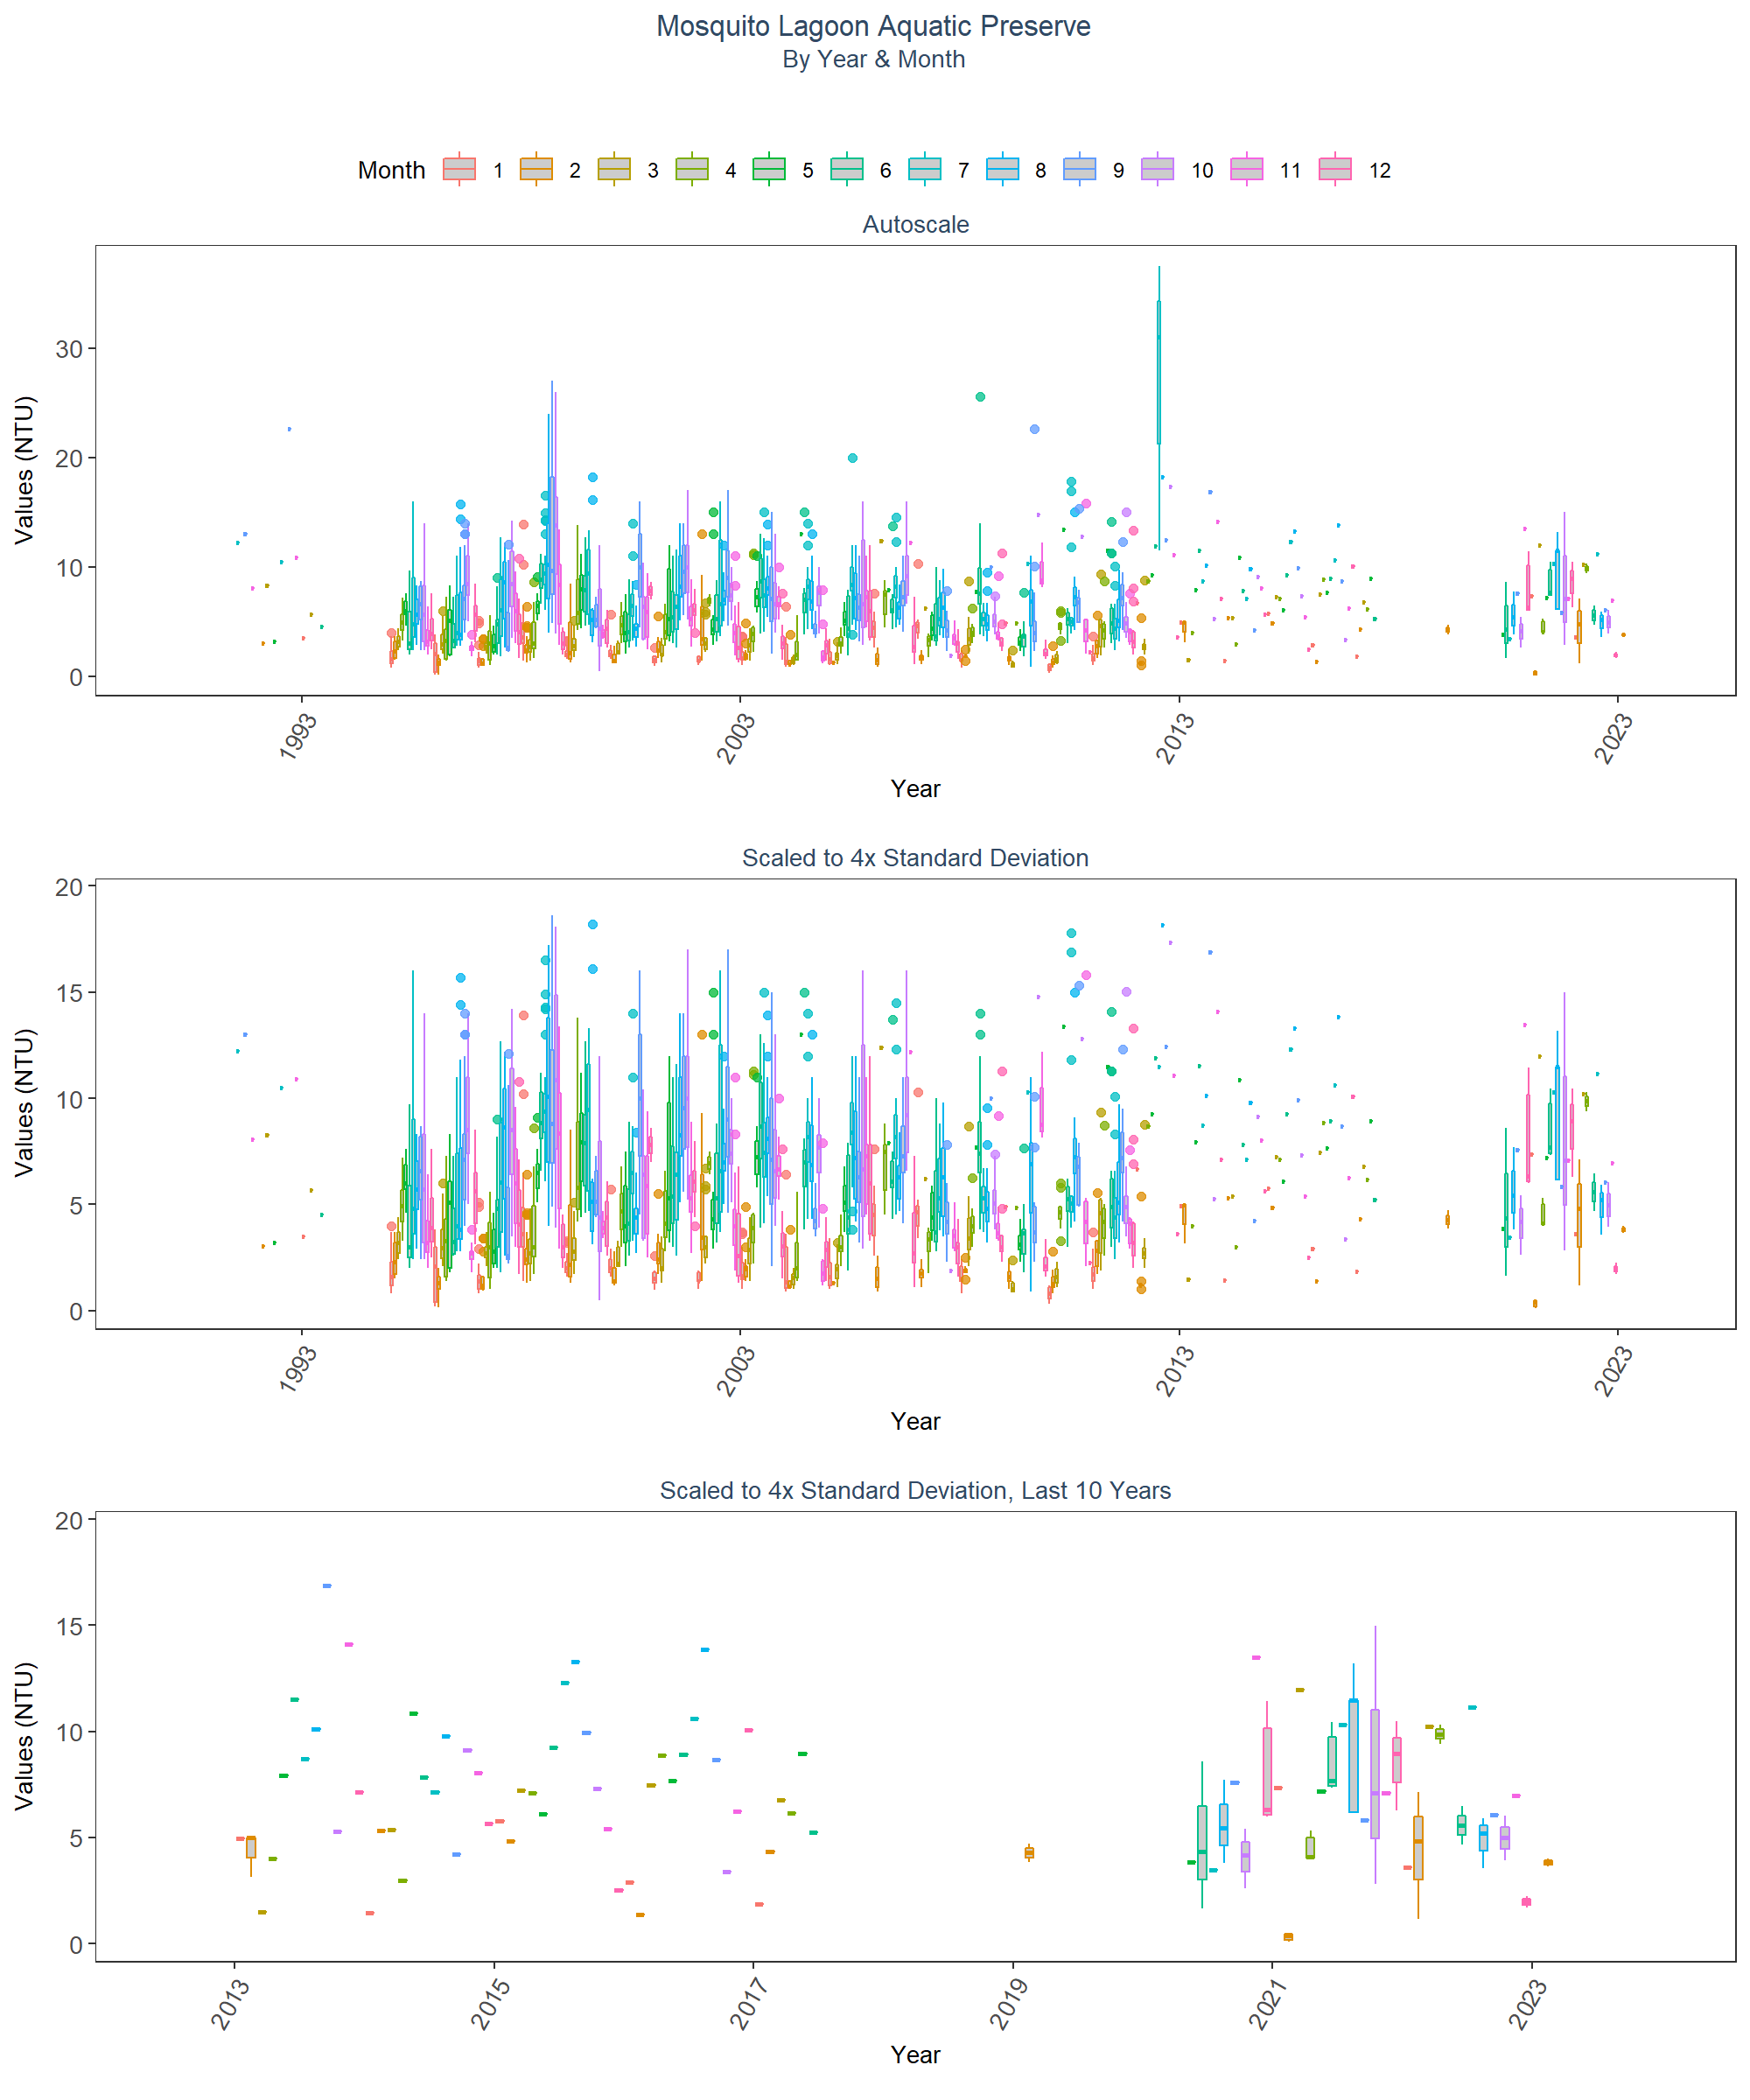 Mosquito Lagoon Aquatic Preserve
By Year & Month
Month 1 2 3 4 5 6 7 8 9 10 11 12
Autoscale
Values (NTU)
30
20
10
0
1993 2003 2013 2023
Year
Scaled to 4x Standard Deviation
Values (NTU)
20
15
10
5
0
1993 2003 2013 2023
Year
Scaled to 4x Standard Deviation, Last 10 Years
Values (NTU)
20
15
10
5
0
2013 2015 2017 2019 2021 2023
Year